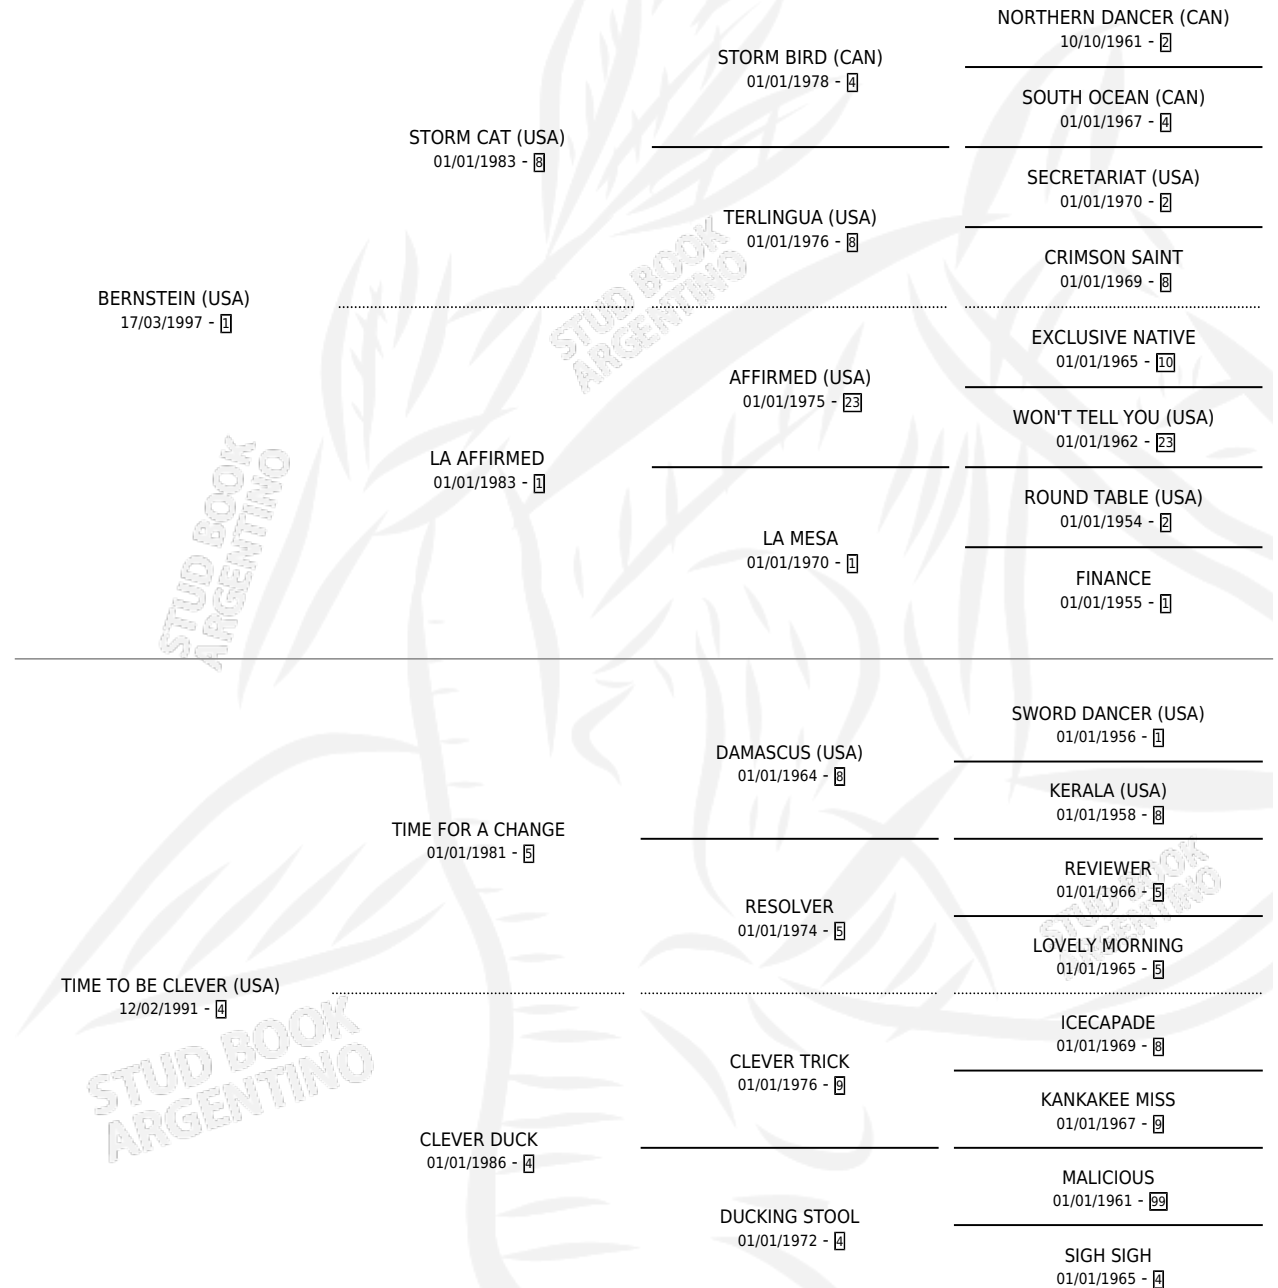 NORTHERN DANCER (CAN)
10/10/1961 - 2
STORM BIRD (CAN)
01/01/1978 - 4
SOUTH OCEAN (CAN)
01/01/1967 - 4
STORM CAT (USA)
01/01/1983 - 8
SECRETARIAT (USA)
01/01/1970 - 2
TERLINGUA (USA)
01/01/1976 - 8
CRIMSON SAINT
01/01/1969 - 8
BERNSTEIN (USA)
17/03/1997 - 1
EXCLUSIVE NATIVE
01/01/1965 - 10
AFFIRMED (USA)
01/01/1975 - 23
WON'T TELL YOU (USA)
01/01/1962 - 23
LA AFFIRMED
01/01/1983 - 1
ROUND TABLE (USA)
01/01/1954 - 2
LA MESA
01/01/1970 - 1
FINANCE
01/01/1955 - 1
SWORD DANCER (USA)
01/01/1956 - 1
DAMASCUS (USA)
01/01/1964 - 8
KERALA (USA)
01/01/1958 - 8
TIME FOR A CHANGE
01/01/1981 - 5
REVIEWER
01/01/1966 - 5
RESOLVER
01/01/1974 - 5
LOVELY MORNING
01/01/1965 - 5
TIME TO BE CLEVER (USA)
12/02/1991 - 4
ICECAPADE
01/01/1969 - 8
CLEVER TRICK
01/01/1976 - 9
KANKAKEE MISS
01/01/1967 - 9
CLEVER DUCK
01/01/1986 - 4
MALICIOUS
01/01/1961 - 99
DUCKING STOOL
01/01/1972 - 4
SIGH SIGH
01/01/1965 - 4
STUD BOOK
ARGENTINO
STUD BOOK
ARGENTINO
STUD BOOK
ARGENTINO
STUD BOOK
ARGENTINO